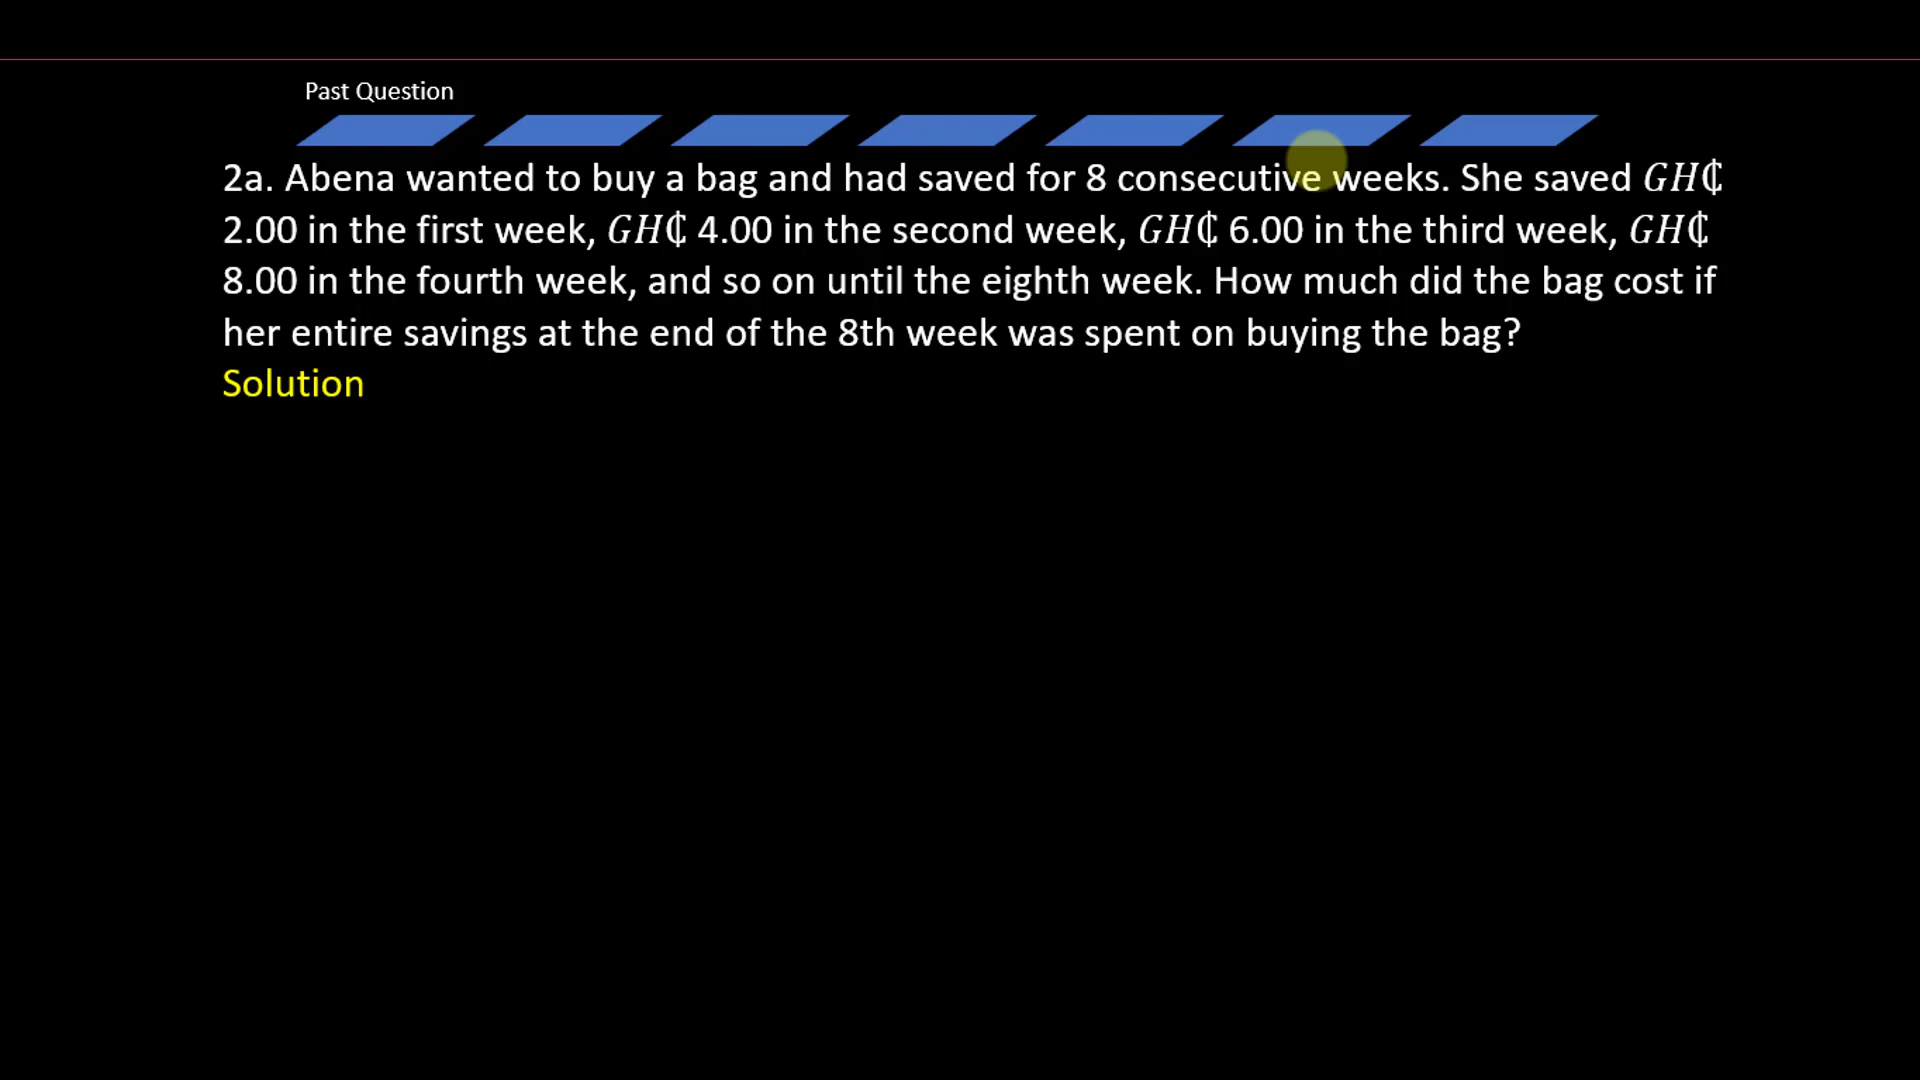 Past Question
2a. Abena wanted to buy a bag and had saved for 8 consecutive weeks. She saved GH₵
2.00 in the first week, GH₵ 4.00 in the second week, GH₵ 6.00 in the third week, GH₵
8.00 in the fourth week, and so on until the eighth week. How much did the bag cost if
her entire savings at the end of the 8th week was spent on buying the bag?
Solution